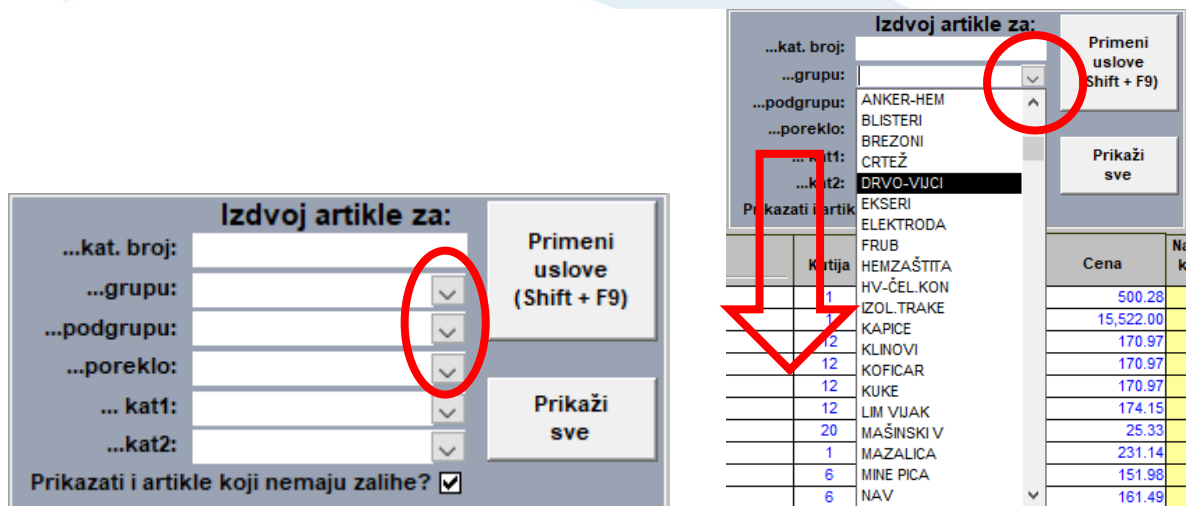 Izdvoj artikle za:
...kat. broj:
...grupu:
...podgrupu:
...poreklo:
... kat1:
...kat2:
Prikazati i artikle koji nemaju zalihe?
Primeni
uslove
(Shift + F9)
Prikaži
sve
Izdvoj artikle za:
...kat. broj:
...grupu:
...podgrupu:
...poreklo:
... kat1:
...kat2:
Prikazati i artik
Primeni
uslove
(Shift + F9)
Prikaži
sve
ANKER-HEM
BLISTERI
BREZONI
CRTEŽ
DRVO-VIJCI
EKSERI
ELEKTRODA
FRUB
HEMZAŠTITA
HV-ČEL.KON
IZOL.TRAKE
KAPICE
KLINOVI
KOFICAR
KUKE
LIM VIJAK
MAŠINSKI V
MAZALICA
MINE PICA
NAV
Kutija
1
1
12
12
12
12
20
1
6
6
Cena
500.28
15,522.00
170.97
170.97
170.97
174.15
25.33
231.14
151.98
161.49